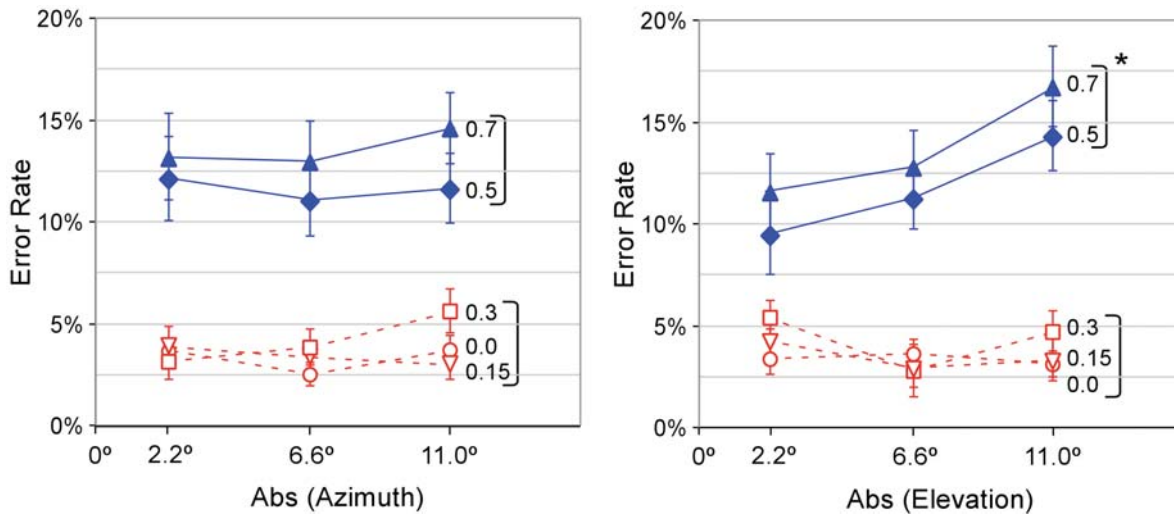 20%
15%
10%
5%
0%
Error Rate
0.7
0.5
0.3
0.0
0.15
0º
2.2º
6.6º
11.0º
Abs (Azimuth)
20%
15%
10%
5%
0%
Error Rate
*
0.7
0.5
0.3
0.15
0.0
0º
2.2º
6.6º
11.0º
Abs (Elevation)